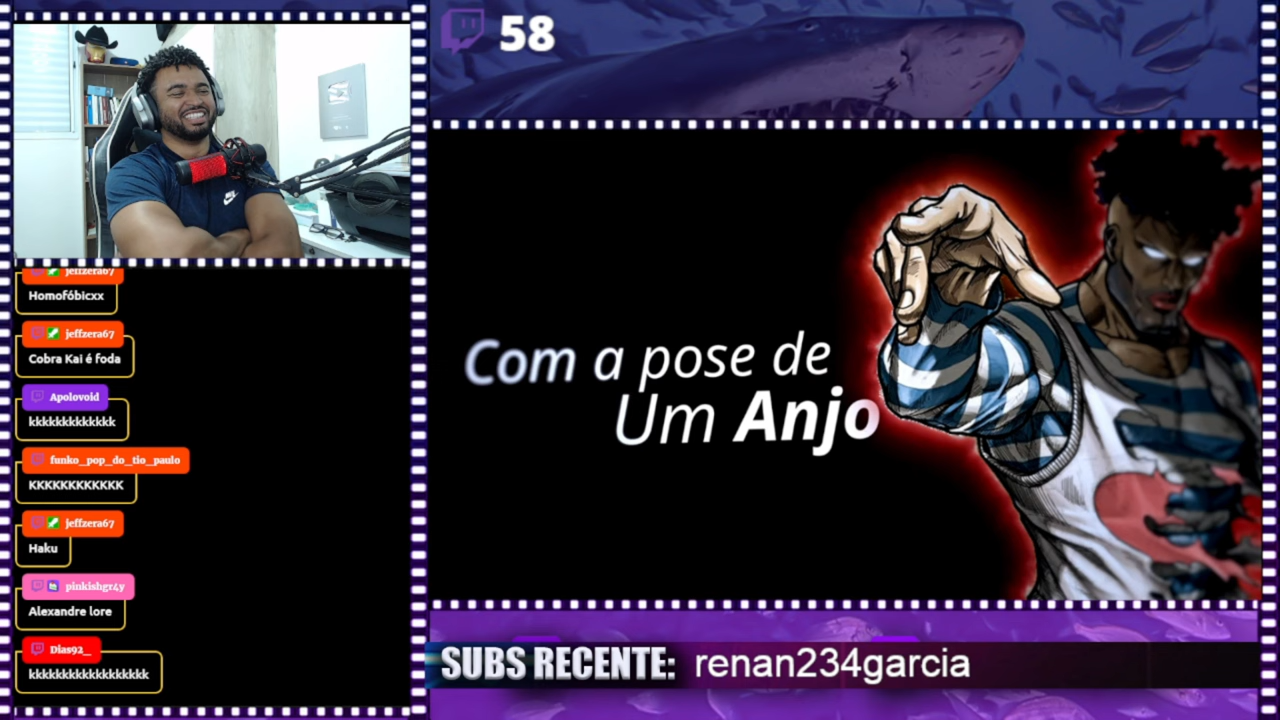 58
jeffzera67
Homofóbicxx
jeffzera67
Cobra Kai é foda
Apolovoid
kkkkkkkkkkkkk
funko_pop_do_tio_paulo
KKKKKKKKKKKK
jeffzera67
Haku
pinkishgr4y
Alexandre lore
Dias92_
kkkkkkkkkkkkkkkkkk
Com a pose de
Um Anjo
SUBS RECENTE: renan234garcia